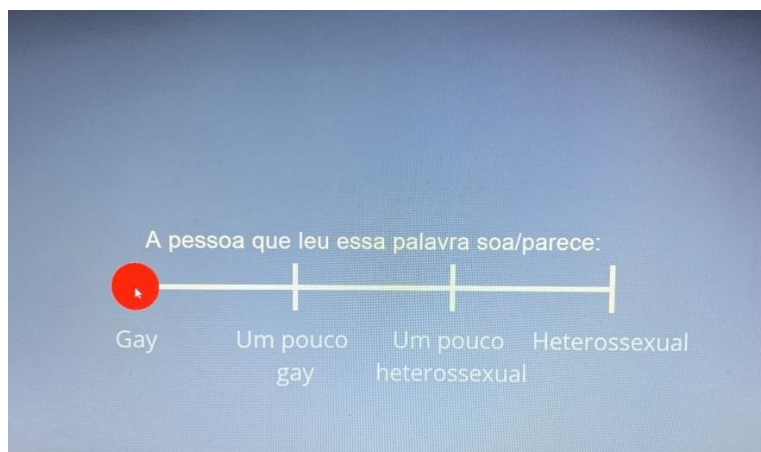 A pessoa que leu essa palavra soa/parece:
Gay
Um pouco
gay
Um pouco
heterossexual
Heterossexual